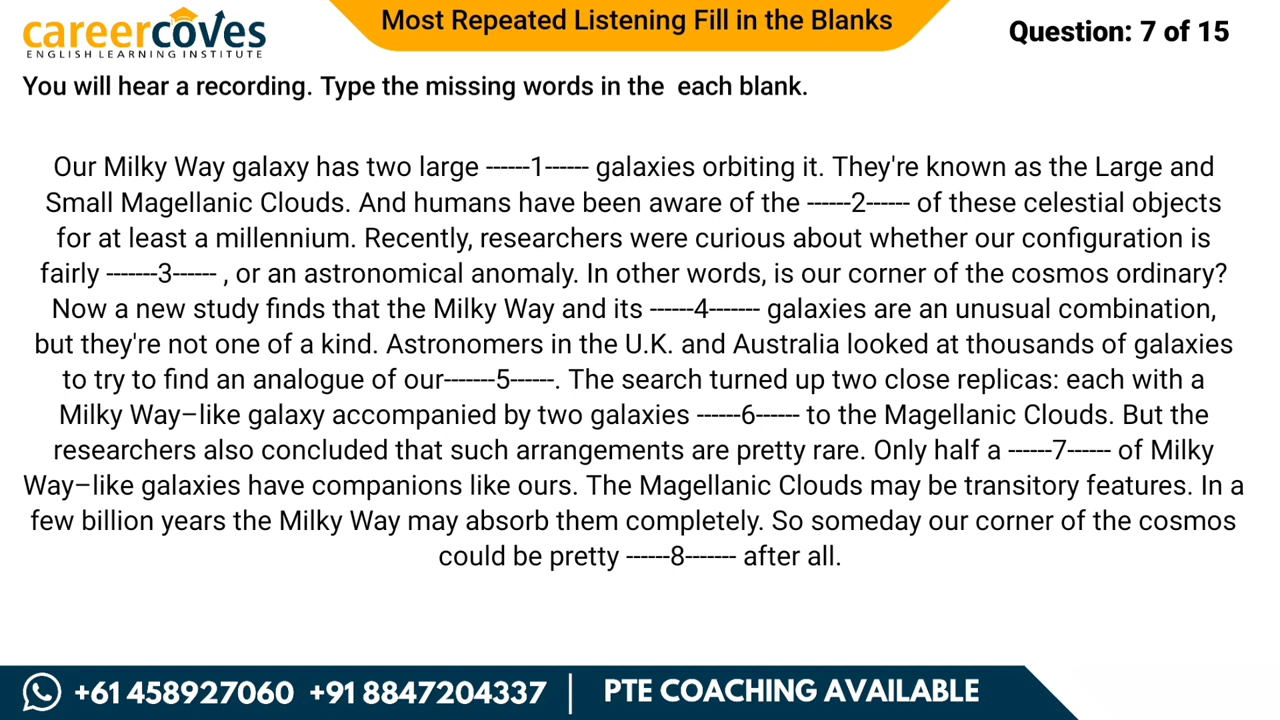 careercoves
ENGLISH LEARNING INSTITUTE
Most Repeated Listening Fill in the Blanks
Question: 7 of 15
You will hear a recording. Type the missing words in the  each blank.
Our Milky Way galaxy has two large ------1------ galaxies orbiting it. They're known as the Large and
Small Magellanic Clouds. And humans have been aware of the ------2------ of these celestial objects
for at least a millennium. Recently, researchers were curious about whether our configuration is
fairly -------3------ , or an astronomical anomaly. In other words, is our corner of the cosmos ordinary?
Now a new study finds that the Milky Way and its ------4------- galaxies are an unusual combination,
but they're not one of a kind. Astronomers in the U.K. and Australia looked at thousands of galaxies
to try to find an analogue of our-------5------. The search turned up two close replicas: each with a
Milky Way–like galaxy accompanied by two galaxies ------6------ to the Magellanic Clouds. But the
researchers also concluded that such arrangements are pretty rare. Only half a ------7------ of Milky
Way–like galaxies have companions like ours. The Magellanic Clouds may be transitory features. In a
few billion years the Milky Way may absorb them completely. So someday our corner of the cosmos
could be pretty ------8------- after all.
+61 458927060 +91 8847204337 | PTE COACHING AVAILABLE